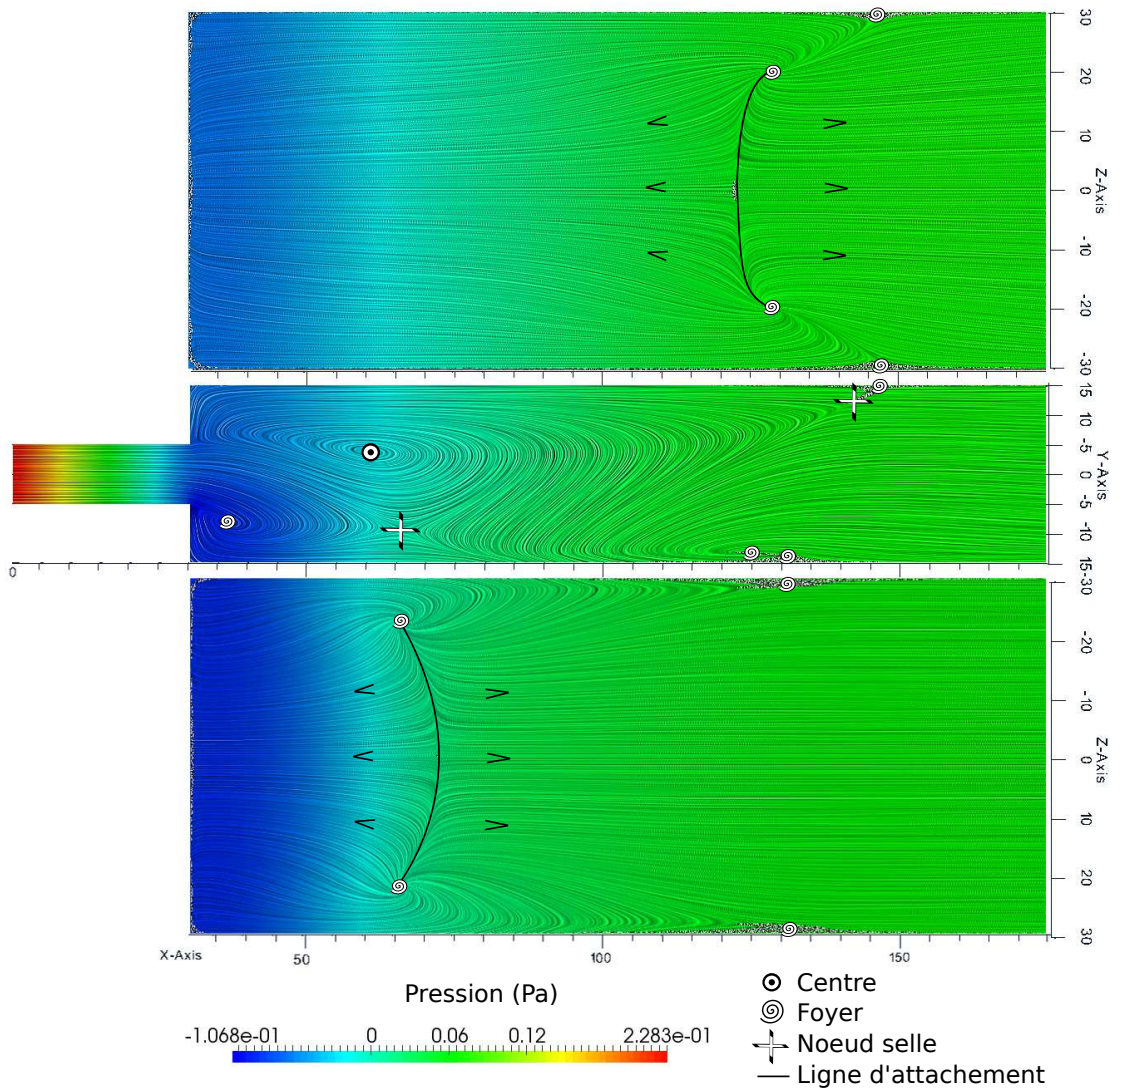 30
20
10
0
-10
-20
-30
Z-Axis
15
10
-5
0
-5
-10
15
Y-Axis
0
-30
-20
-10
0
10
20
30
Z-Axis
X-Axis
50
100
150
Pression (Pa)
-1.068e-01
0
0.06
0.12
2.283e-01
Centre
Foyer
Noeud selle
Ligne d'attachement